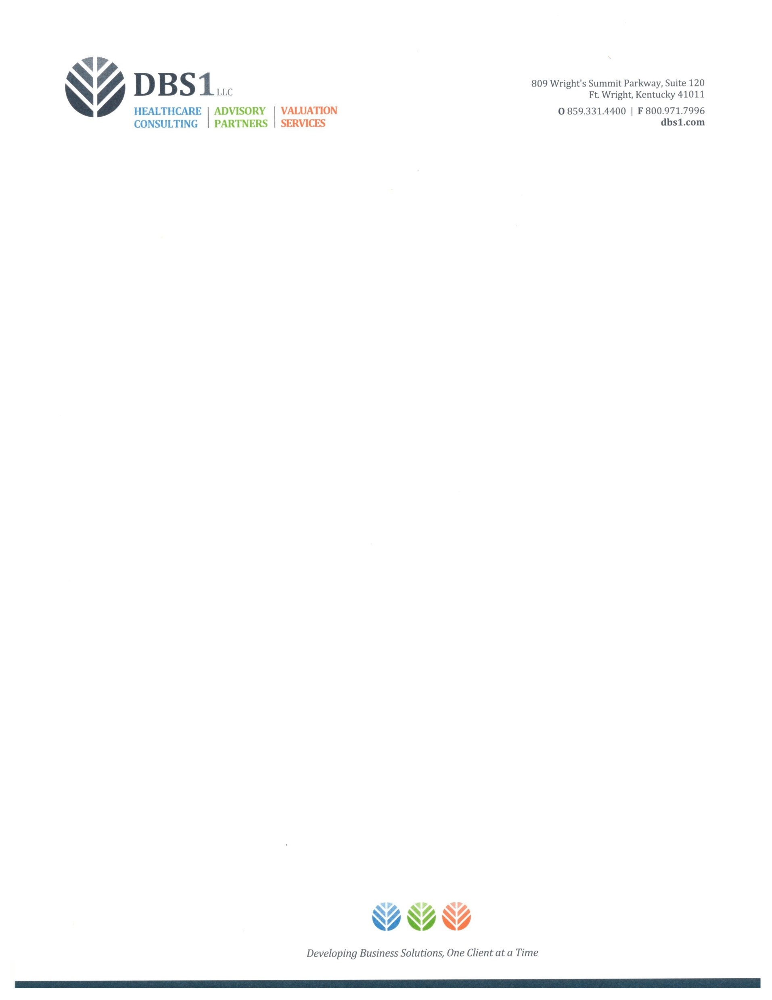 DBS1 LLC
HEALTHCARE CONSULTING | ADVISORY PARTNERS | VALUATION SERVICES
809 Wright's Summit Parkway, Suite 120
Ft. Wright, Kentucky 41011
O 859.331.4400 | F 800.971.7996
dbs1.com
Developing Business Solutions, One Client at a Time